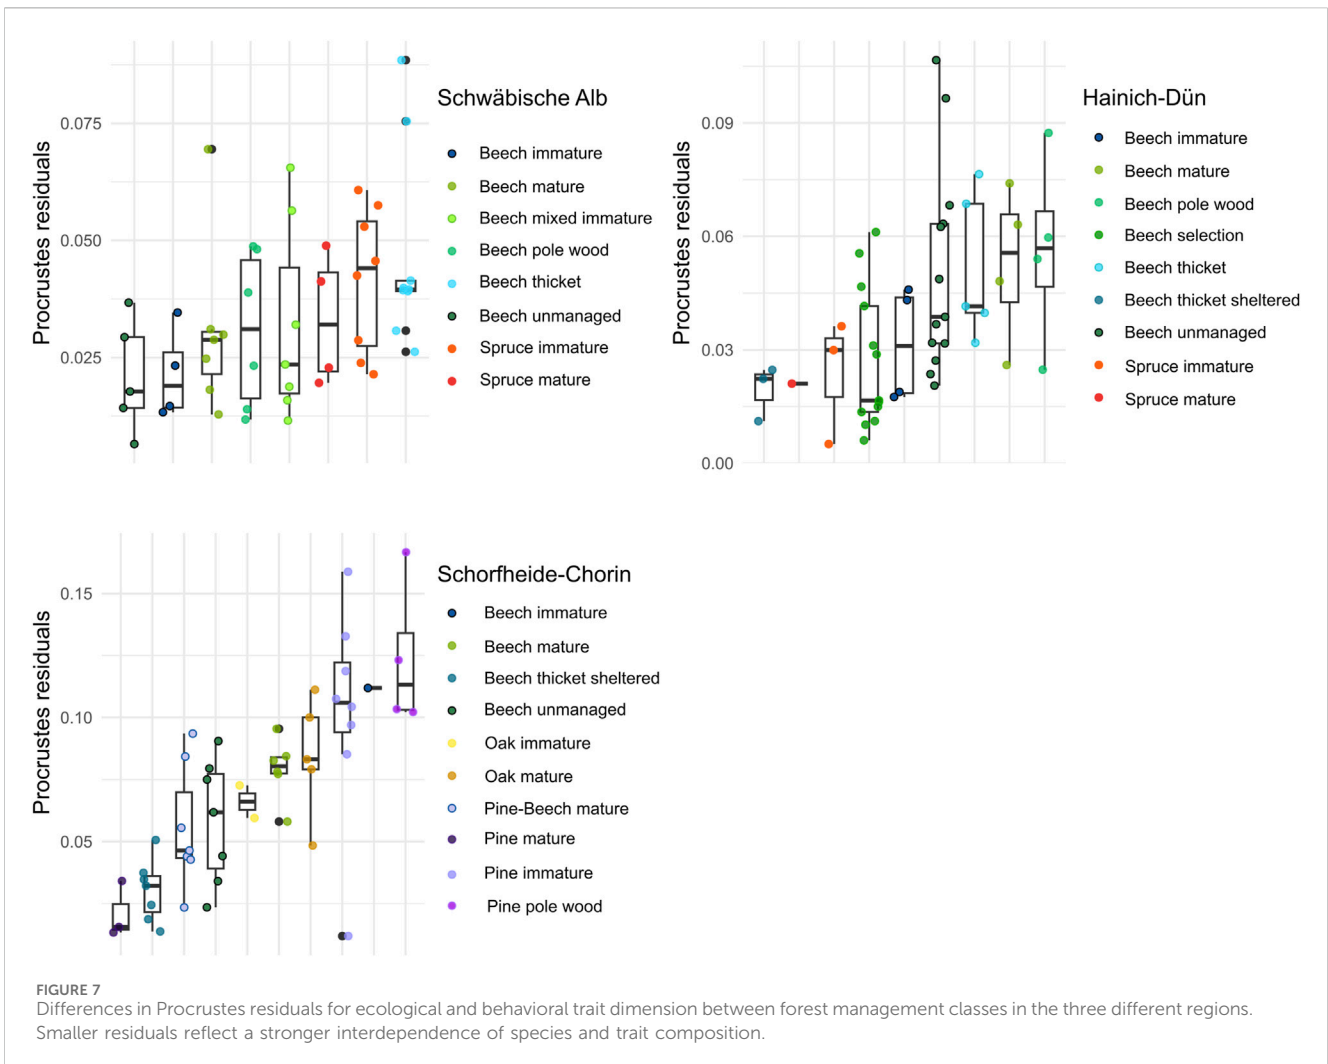 Schwäbische Alb
Procrustes residuals
0.075
0.050
0.025
Beech immature
Beech mature
Beech mixed immature
Beech pole wood
Beech thicket
Beech unmanaged
Spruce immature
Spruce mature
Hainich-Dün
Procrustes residuals
0.09
0.06
0.03
0.00
Beech immature
Beech mature
Beech pole wood
Beech selection
Beech thicket
Beech thicket sheltered
Beech unmanaged
Spruce immature
Spruce mature
Schorfheide-Chorin
Procrustes residuals
0.15
0.10
0.05
Beech immature
Beech mature
Beech thicket sheltered
Beech unmanaged
Oak immature
Oak mature
Pine-Beech mature
Pine mature
Pine immature
Pine pole wood
FIGURE 7
Differences in Procrustes residuals for ecological and behavioral trait dimension between forest management classes in the three different regions.
Smaller residuals reflect a stronger interdependence of species and trait composition.